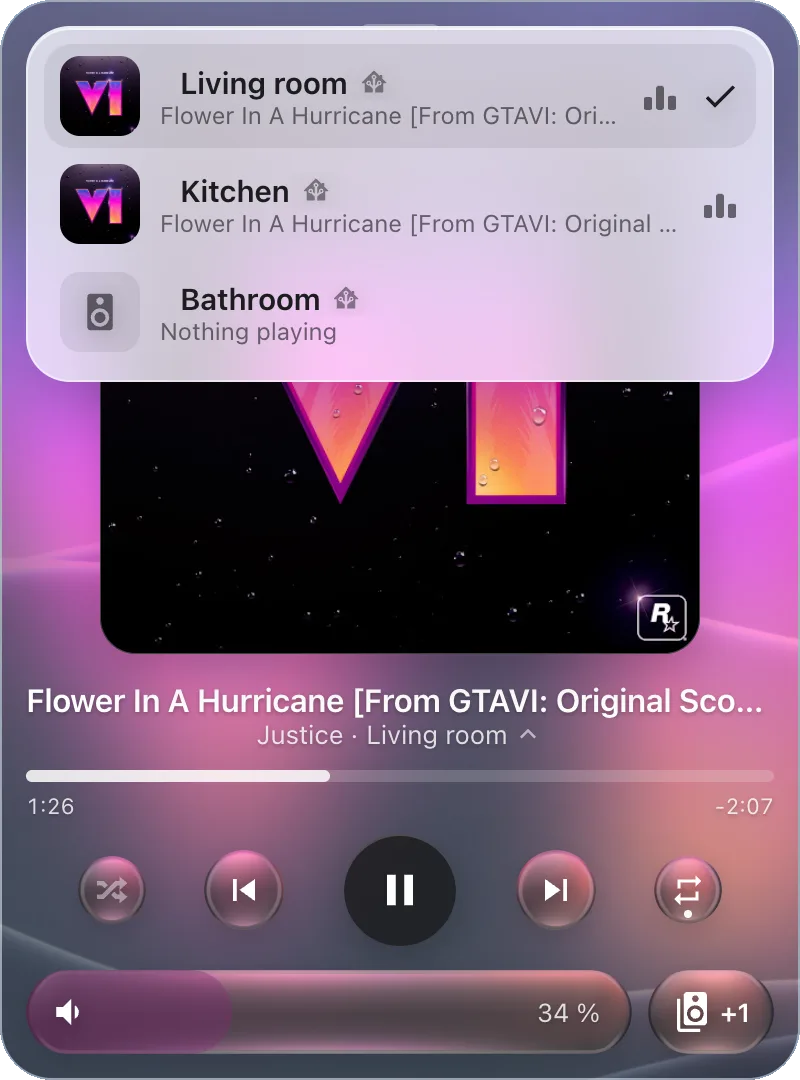 Living room
Flower In A Hurricane [From GTAVI: Ori...
Kitchen
Flower In A Hurricane [From GTAVI: Original ...
Bathroom
Nothing playing
VI
R
Flower In A Hurricane [From GTAVI: Original Sco...
Justice · Living room
1:26
-2:07
34 %
+1